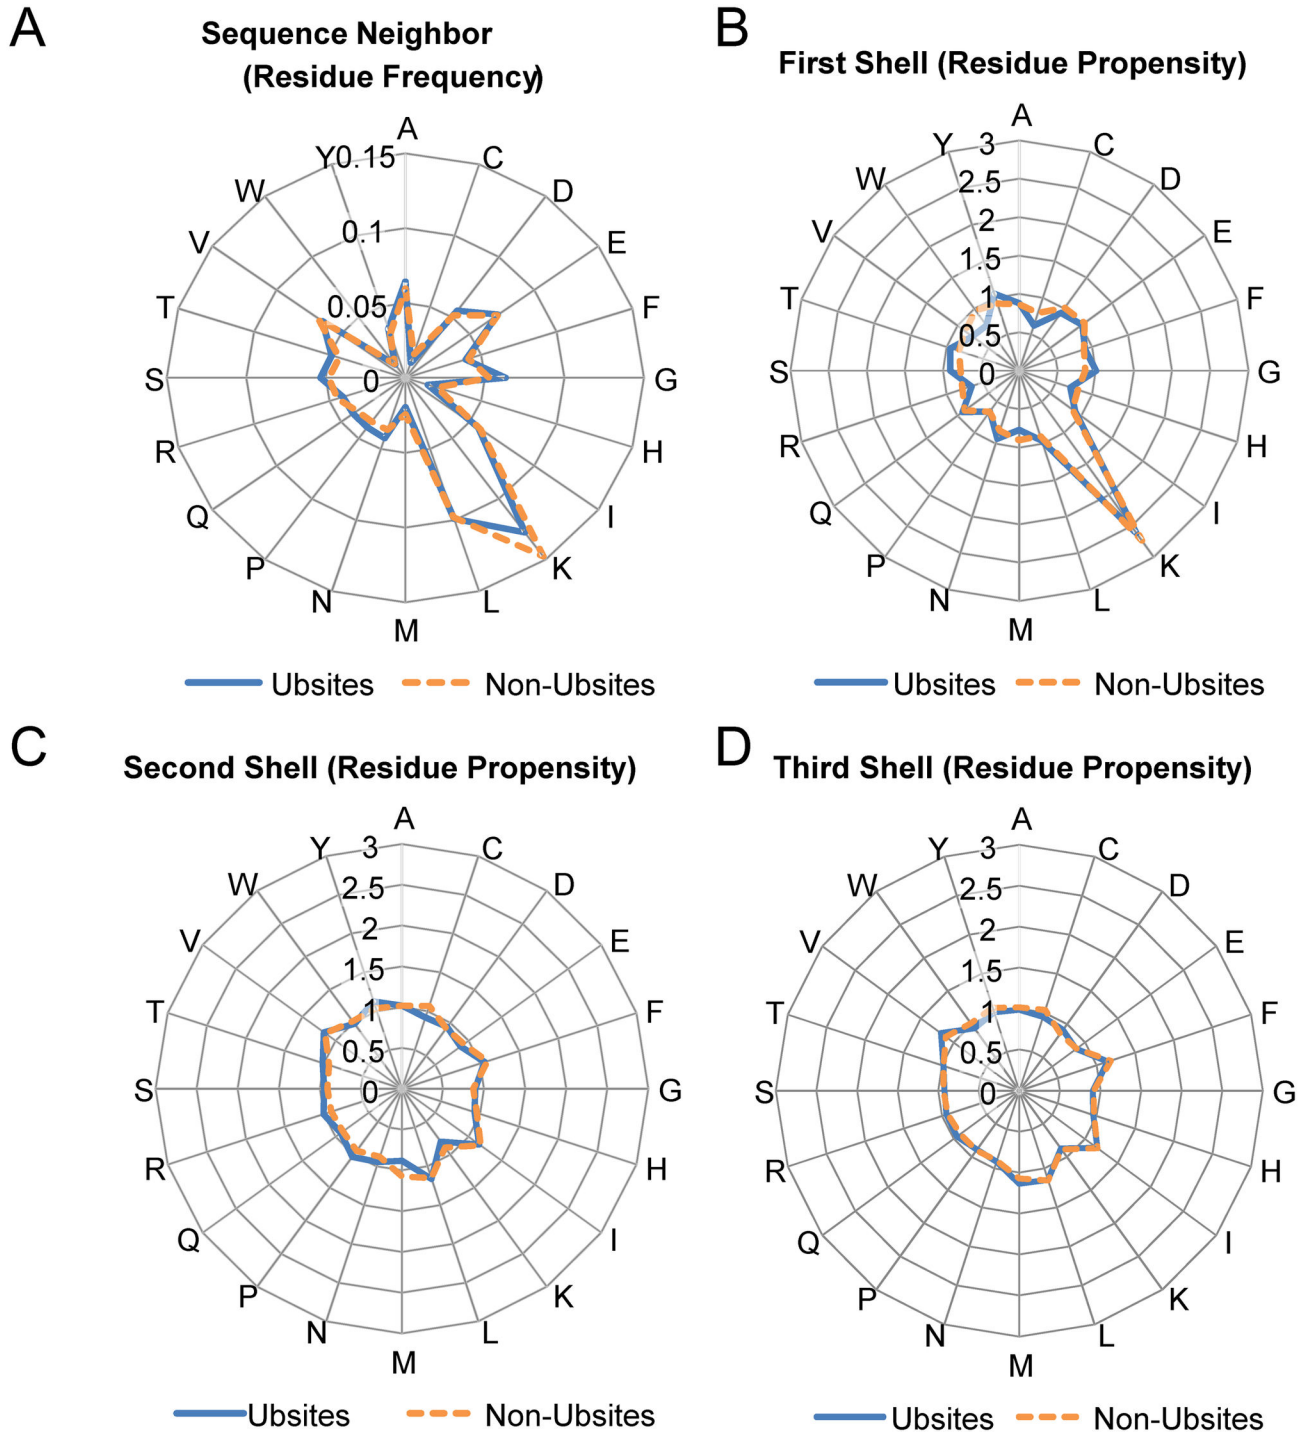 A
Sequence Neighbor
(Residue Frequency)
A
C
D
E
F
G
H
I
K
L
M
N
P
Q
R
S
T
V
W
Y
0.15
0.1
0.05
0
Ubsites
Non-Ubsites
B
First Shell (Residue Propensity)
A
C
D
E
F
G
H
I
K
L
M
N
P
Q
R
S
T
V
W
Y
3
2.5
2
1.5
1
0.5
0
Ubsites
Non-Ubsites
C
Second Shell (Residue Propensity)
A
C
D
E
F
G
H
I
K
L
M
N
P
Q
R
S
T
V
W
Y
3
2.5
2
1.5
1
0.5
0
Ubsites
Non-Ubsites
D
Third Shell (Residue Propensity)
A
C
D
E
F
G
H
I
K
L
M
N
P
Q
R
S
T
V
W
Y
3
2.5
2
1.5
1
0.5
0
Ubsites
Non-Ubsites